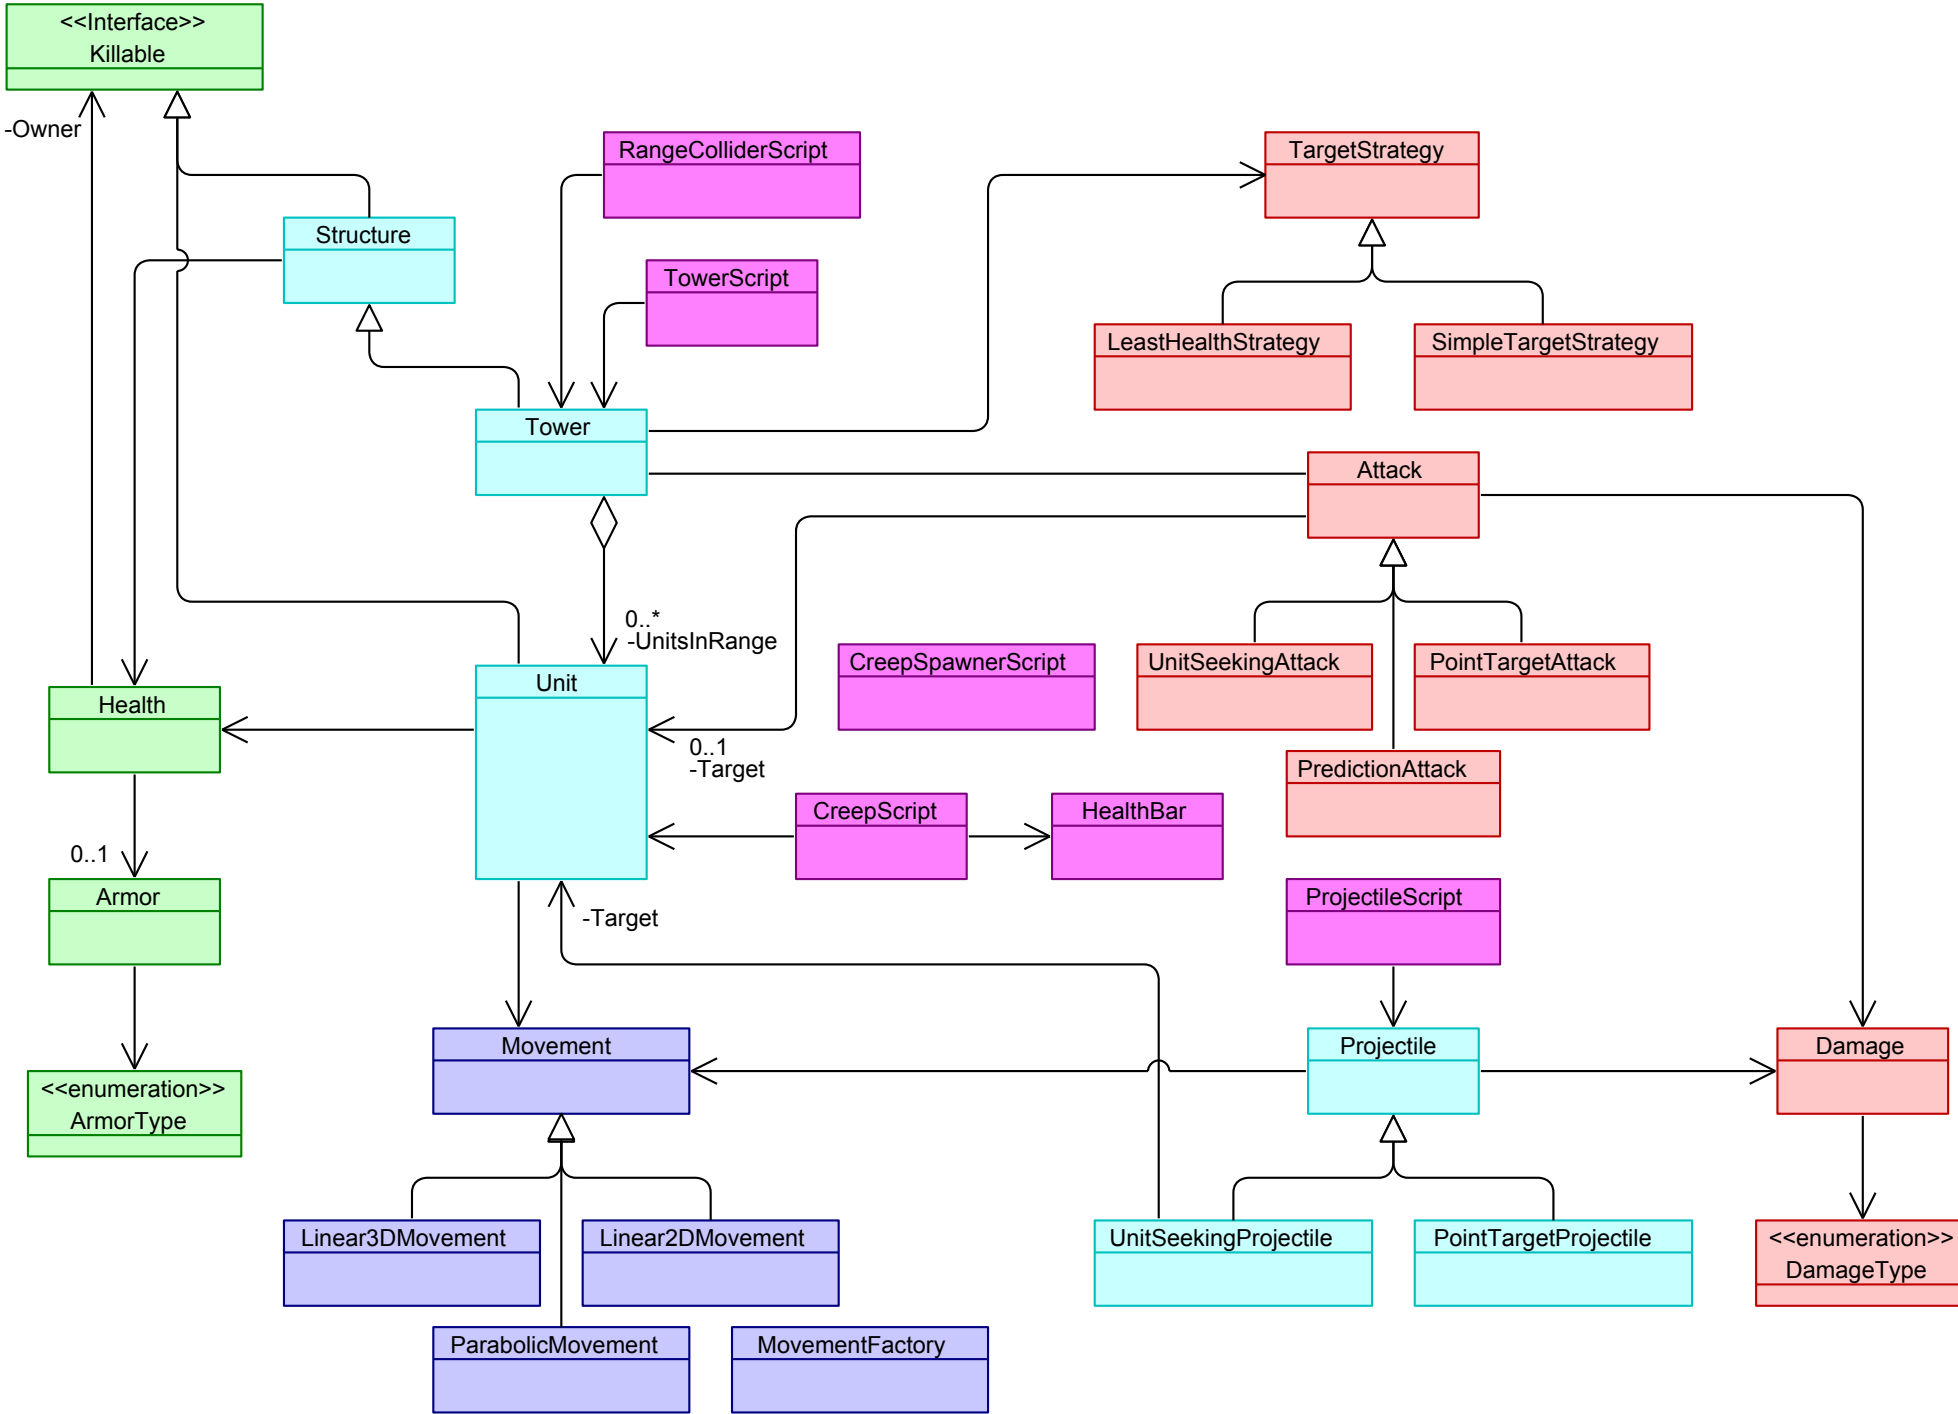 <<Interface>>
Killable
-Owner
RangeColliderScript
TargetStrategy
Structure
TowerScript
LeastHealthStrategy
SimpleTargetStrategy
Tower
Attack
0..*
-UnitsInRange
CreepSpawnerScript
UnitSeekingAttack
PointTargetAttack
Unit
Health
0..1
-Target
PredictionAttack
CreepScript
HealthBar
0..1
Armor
-Target
ProjectileScript
Movement
Projectile
Damage
<<enumeration>>
ArmorType
Linear3DMovement
Linear2DMovement
UnitSeekingProjectile
PointTargetProjectile
<<enumeration>>
DamageType
ParabolicMovement
MovementFactory